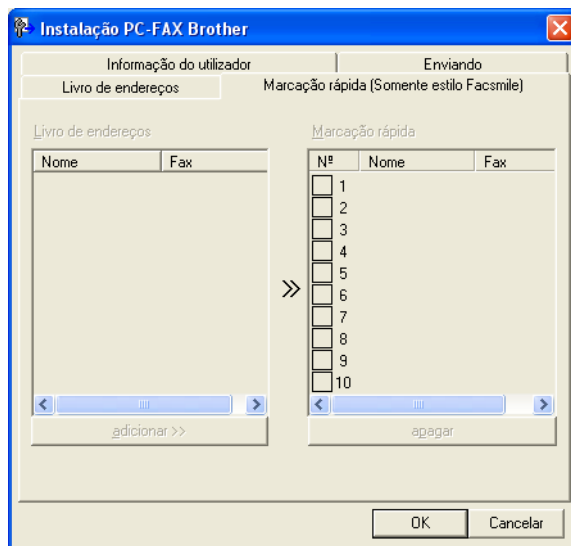 Instalação PC-FAX Brother
Informação do utilizador
Enviando
Livro de endereços
Marcação rápida (Somente estilo Facsmile)
Livro de endereços
Marcação rápida
Nome Fax
Nº Nome Fax
1
2
3
4
5
6
7
8
9
10
adicionar >>
apagar
OK
Cancelar